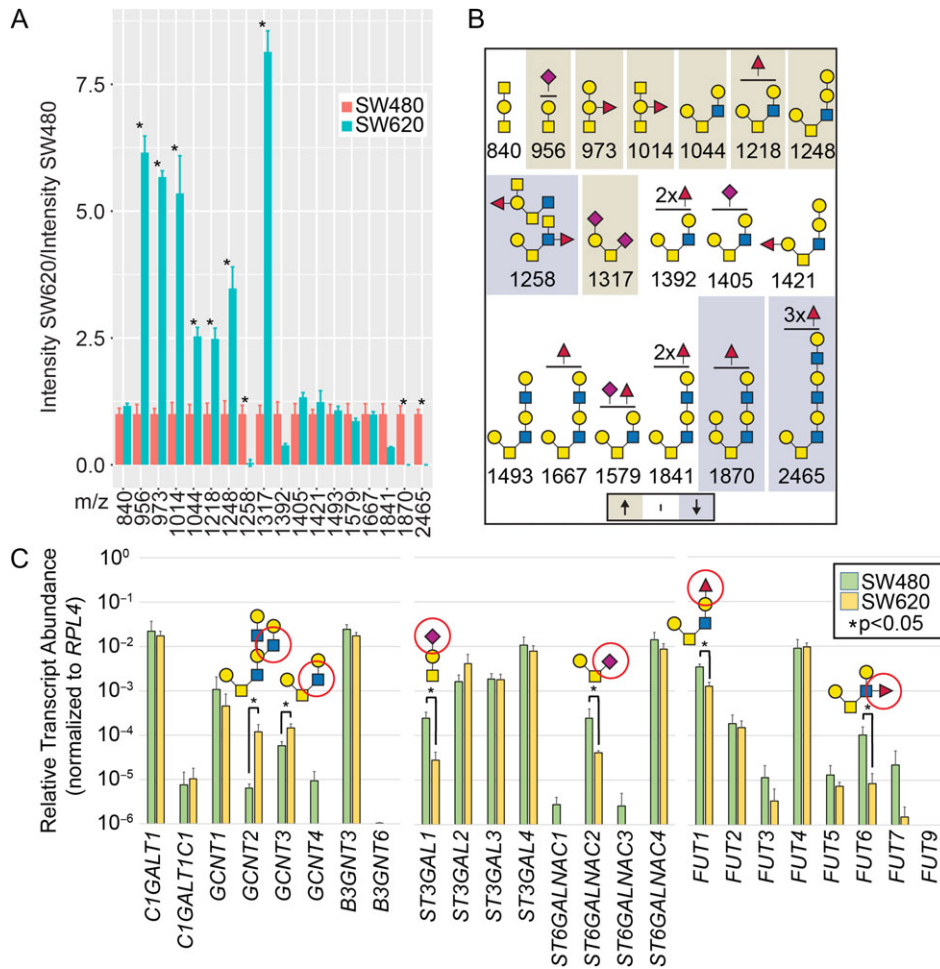 A
Intensity SW620/Intensity SW480
7.5
5.0
2.5
0.0
* * * * * * * * * * *
SW480
SW620
m/z
840 956 973 1014 1044 1218 1248 1258 1317 1392 1405 1421 1493 1579 1667 1841 1870 2465
B
840 956 973 1014 1044 1218 1248
2x
1258 1317 1392 1405 1421
2x 3x
1493 1667 1579 1841 1870 2465
C
Relative Transcript Abundance
(normalized to RPL4)
10⁰
10⁻¹
10⁻²
10⁻³
10⁻⁴
10⁻⁵
10⁻⁶
* * * * * *
SW480
SW620
*p<0.05
C1GALT1 C1GALT1C1 GCNT1 GCNT2 GCNT3 GCNT4 B3GNT3 B3GNT6
ST3GAL1 ST3GAL2 ST3GAL3 ST3GAL4 ST6GALNAC1 ST6GALNAC2 ST6GALNAC3 ST6GALNAC4
FUT1 FUT2 FUT3 FUT4 FUT5 FUT6 FUT7 FUT9